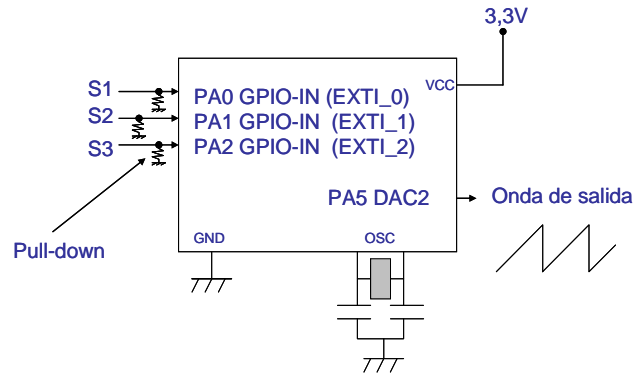 3,3V
VCC
S1
PA0 GPIO-IN (EXTI_0)
S2
PA1 GPIO-IN (EXTI_1)
S3
PA2 GPIO-IN (EXTI_2)
PA5 DAC2
Onda de salida
Pull-down
GND
OSC